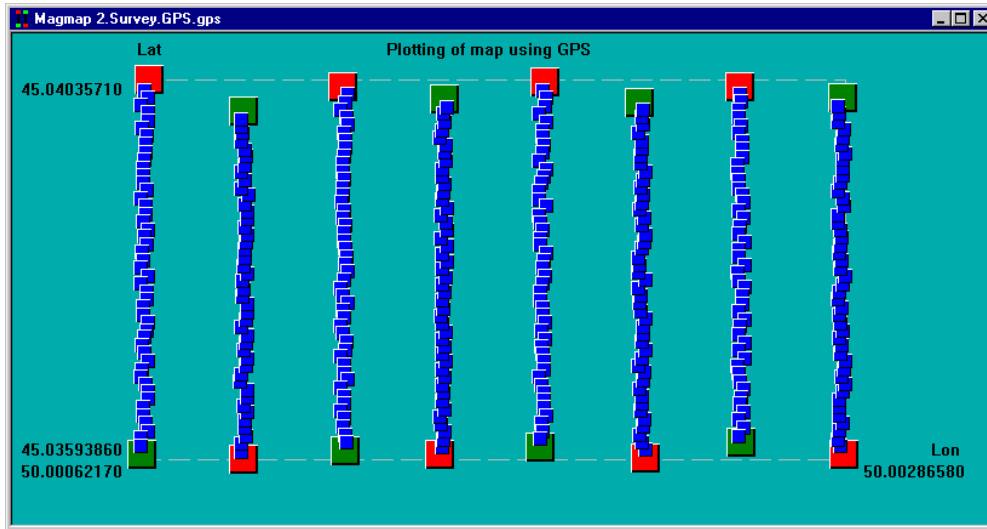 Magmap 2.Survey.GPS.gps
Lat
Plotting of map using GPS
45.04035710
45.03593860
Lon
50.00062170
50.00286580